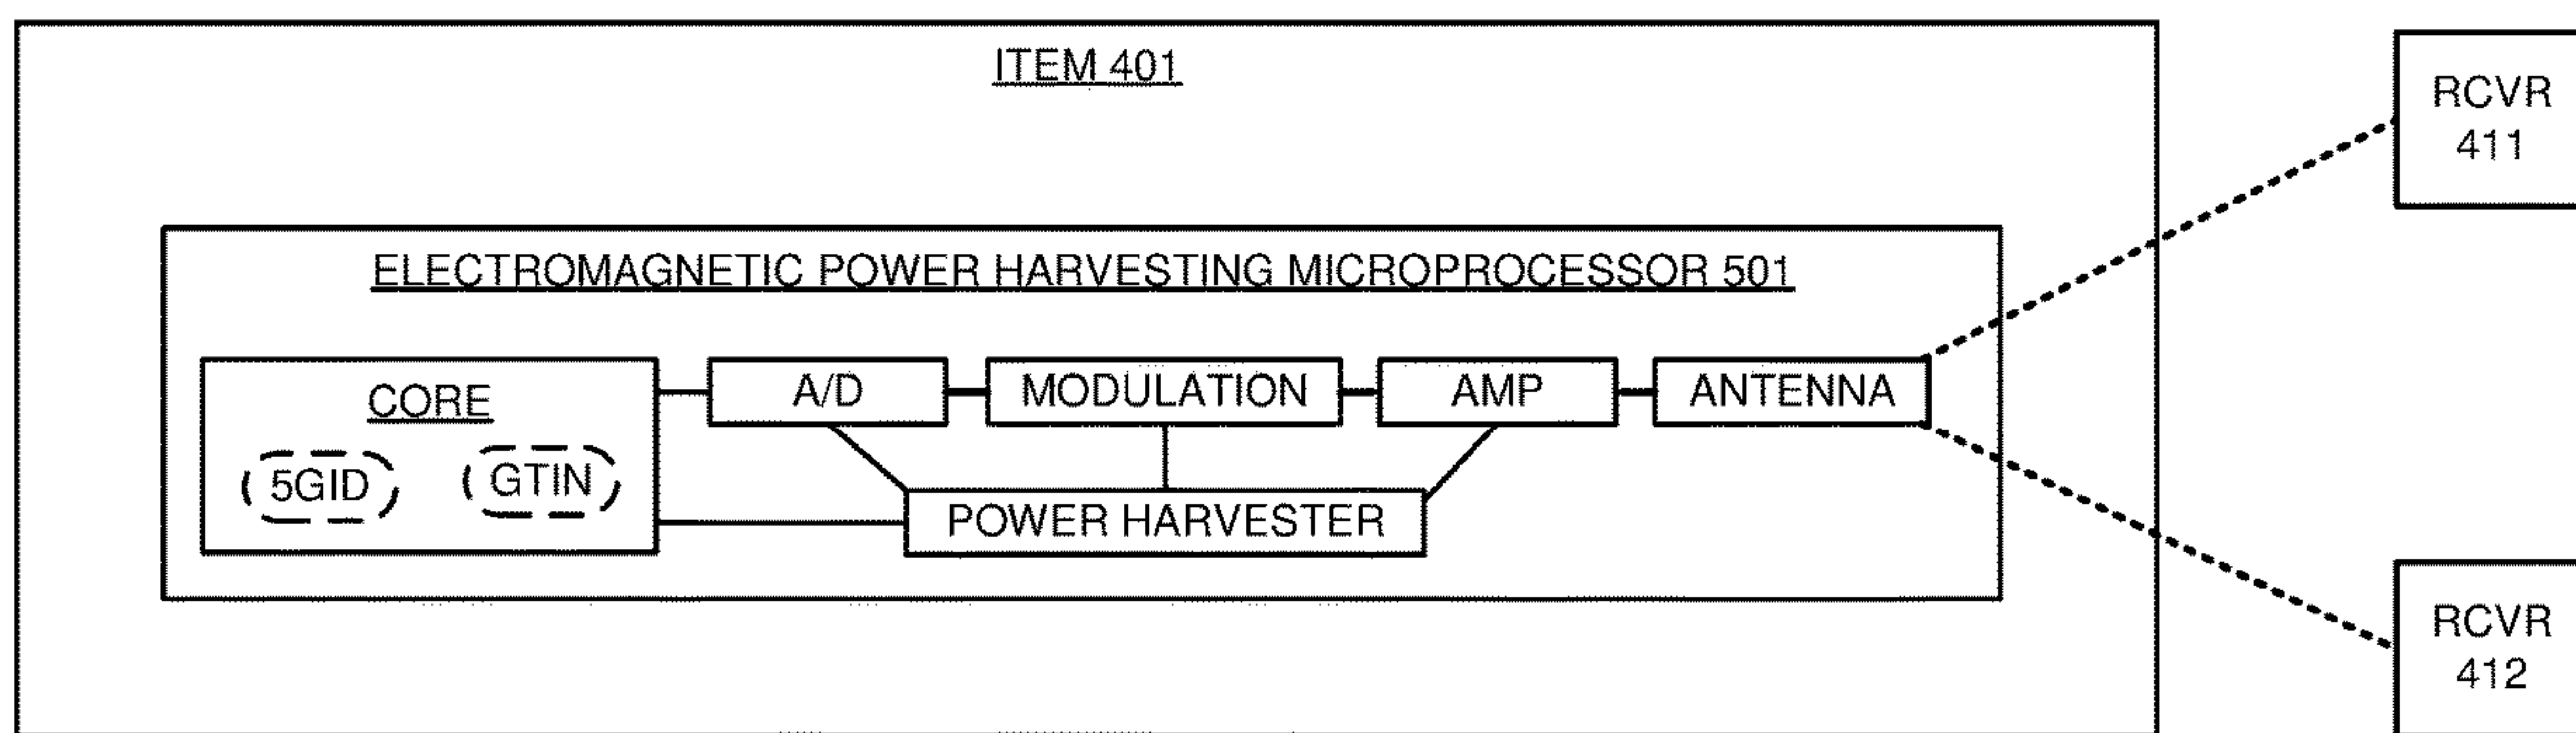 ITEM 401
RCVR
411
ELECTROMAGNETIC POWER HARVESTING MICROPROCESSOR 501
CORE
5GID
GTIN
A/D
MODULATION
AMP
ANTENNA
POWER HARVESTER
RCVR
412